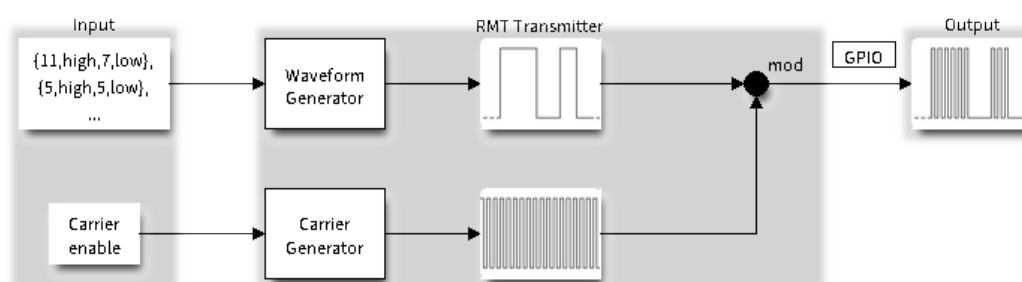 Input
RMT Transmitter
Output
{11,high,7,low},
{5,high,5,low},
...
Waveform
Generator
mod
GPIO
Carrier
enable
Carrier
Generator